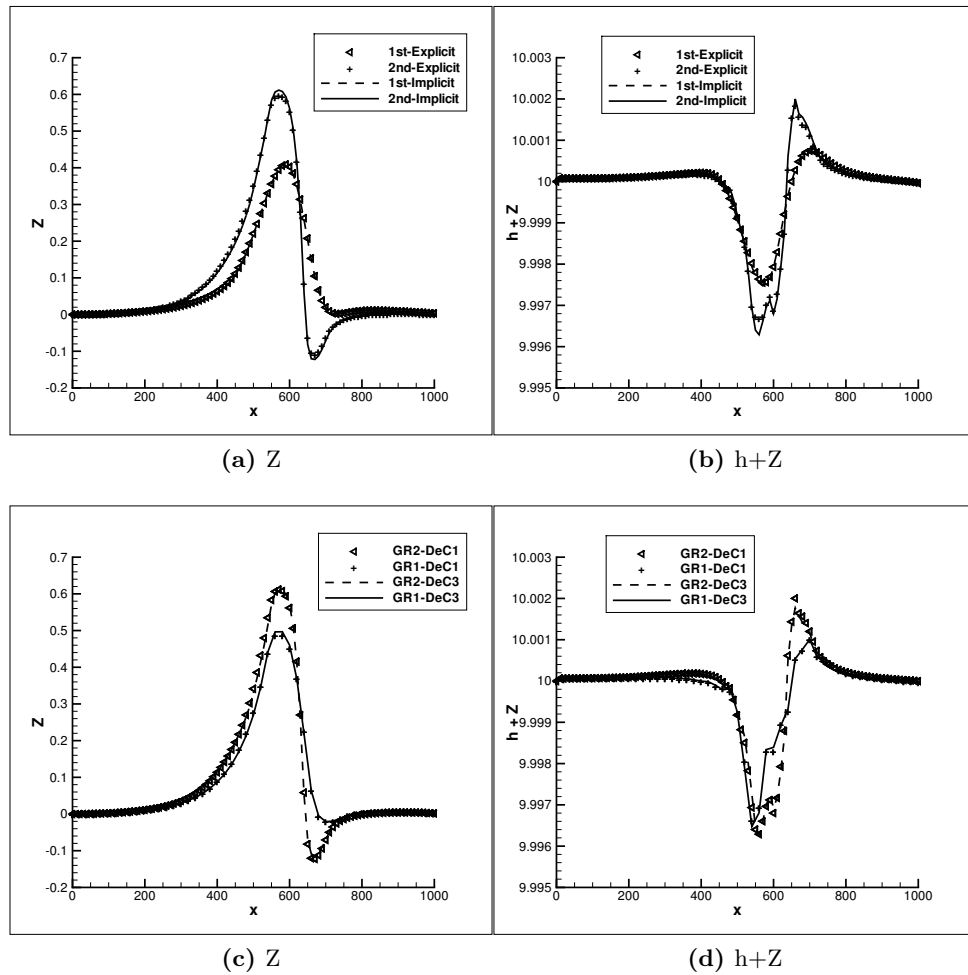 1st-Explicit
2nd-Explicit
1st-Implicit
2nd-Implicit
0.7
0.6
0.5
0.4
0.3
0.2
0.1
0
-0.1
-0.2
Z
0
200
400
600
800
1000
x
(a) Z
1st-Explicit
2nd-Explicit
1st-Implicit
2nd-Implicit
10.003
10.002
10.001
10
9.999
9.998
9.997
9.996
9.995
h+Z
0
200
400
600
800
1000
x
(b) h+Z
GR2-DeC1
GR1-DeC1
GR2-DeC3
GR1-DeC3
0.7
0.6
0.5
0.4
0.3
0.2
0.1
0
-0.1
-0.2
Z
0
200
400
600
800
1000
x
(c) Z
GR2-DeC1
GR1-DeC1
GR2-DeC3
GR1-DeC3
10.003
10.002
10.001
10
9.999
9.998
9.997
9.996
9.995
h+Z
0
200
400
600
800
1000
x
(d) h+Z